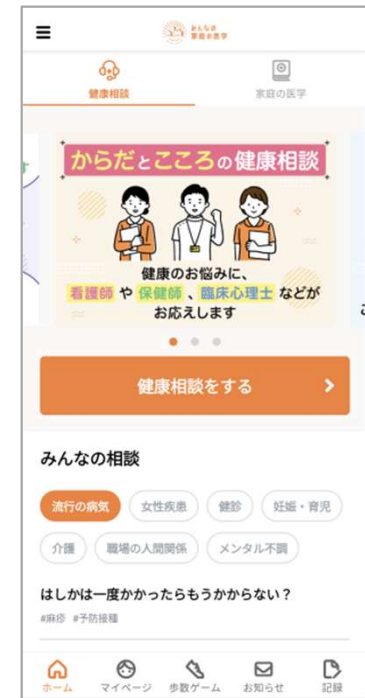 みんなの
家庭の医学
健康相談
家庭の医学
からだとこころの健康相談
健康のお悩みに、
看護師 や 保健師 、臨床心理士 などが
お応えします
健康相談をする
みんなの相談
流行の病気 女性疾患 健診 妊娠・育児
介護 職場の人間関係 メンタル不調
はしかは一度かかったらもうかからない？
#麻疹 #予防接種
ホーム マイページ 歩数ゲーム お知らせ 記録